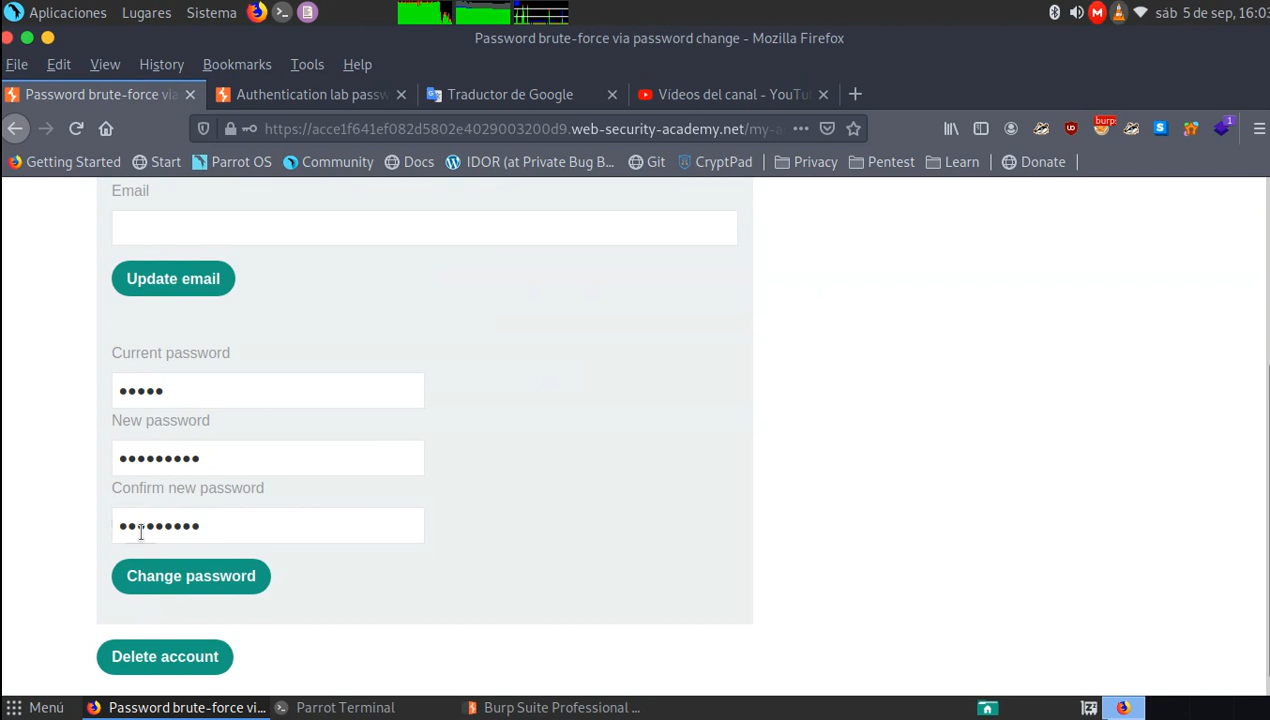 Aplicaciones Lugares Sistema sáb 5 de sep, 16:03
Password brute-force via password change - Mozilla Firefox
File Edit View History Bookmarks Tools Help
Password brute-force via Authentication lab passw Traductor de Google Vídeos del canal - YouTu
https://acce1f641ef082d5802e4029003200d9.web-security-academy.net/my-a burp
Getting Started Start Parrot OS Community Docs IDOR (at Private Bug B... Git CryptPad Privacy Pentest Learn Donate
Email
Update email
Current password
New password
Confirm new password
Change password
Delete account
Menú Password brute-force vi... Parrot Terminal Burp Suite Professional ...